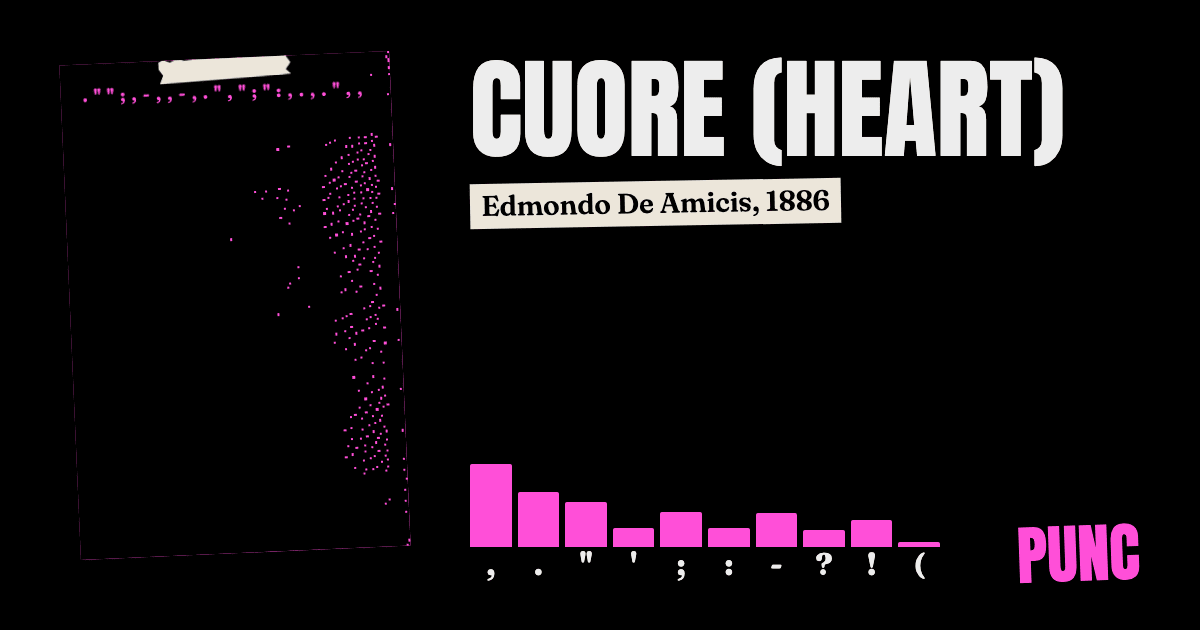 ."";,-,,-,.",";":,.,.",,
CUORE (HEART)
Edmondo De Amicis, 1886
, . " ' ; : - ? ! (
PUNC